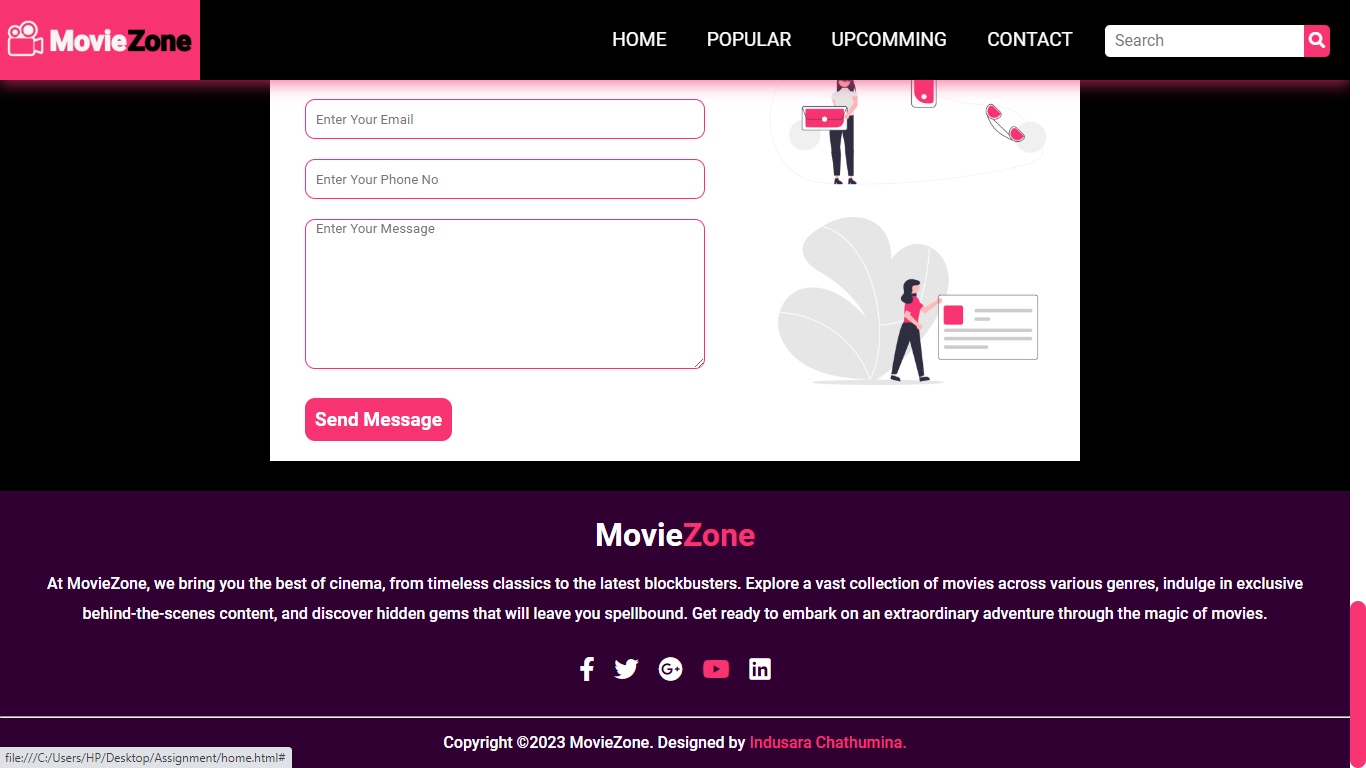 MovieZone
HOME POPULAR UPCOMMING CONTACT Search
Enter Your Email
Enter Your Phone No
Enter Your Message
Send Message
MovieZone
At MovieZone, we bring you the best of cinema, from timeless classics to the latest blockbusters. Explore a vast collection of movies across various genres, indulge in exclusive
behind-the-scenes content, and discover hidden gems that will leave you spellbound. Get ready to embark on an extraordinary adventure through the magic of movies.
Copyright ©2023 MovieZone. Designed by Indusara Chathumina.
file:///C:/Users/HP/Desktop/Assignment/home.html#